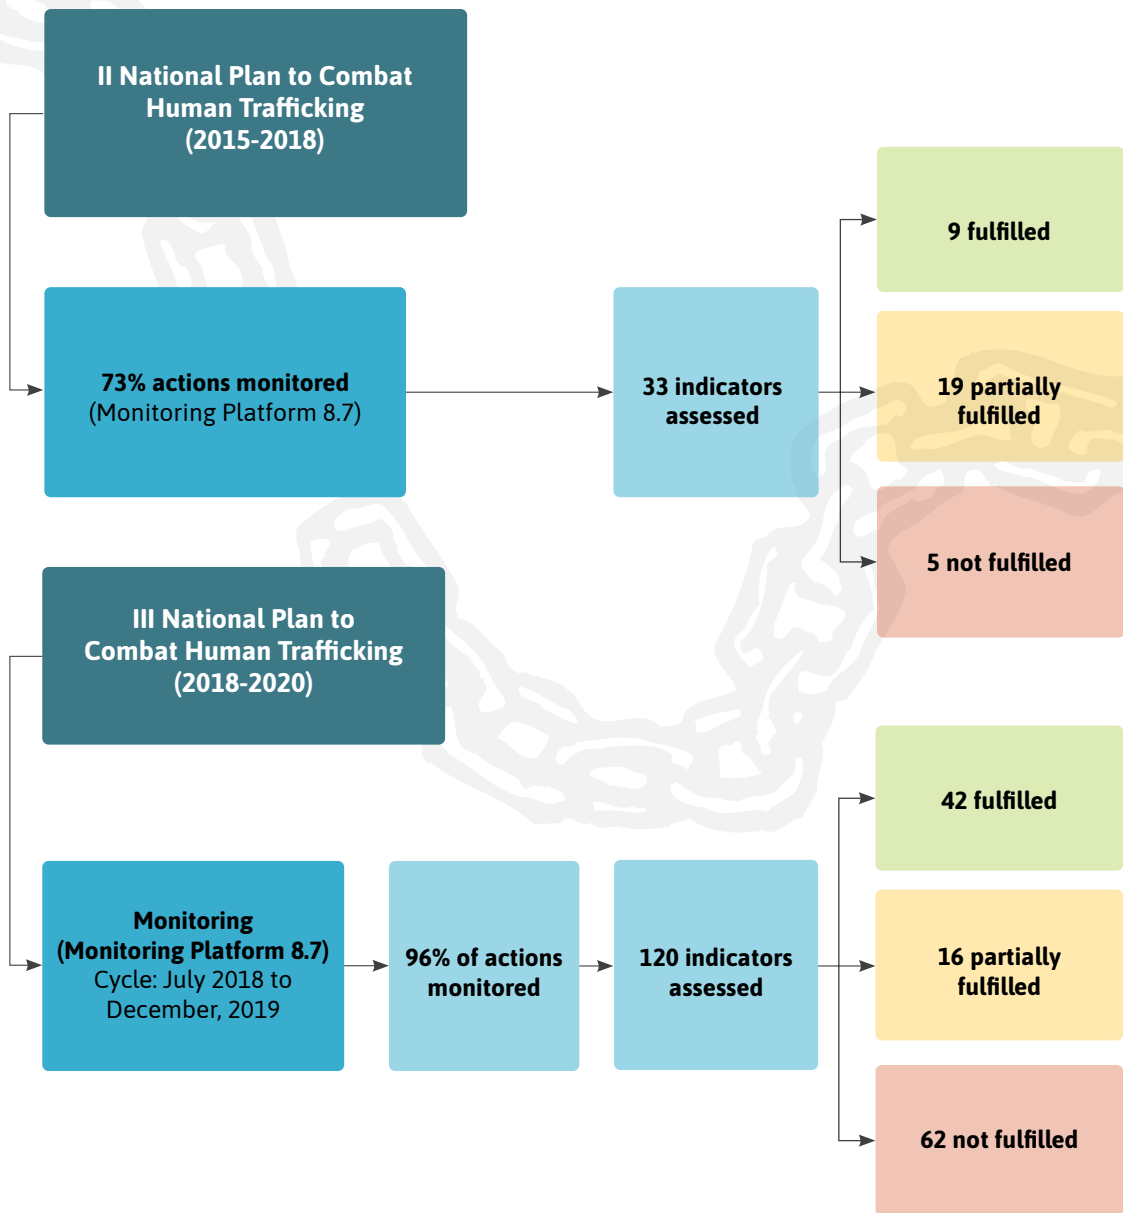 II National Plan to Combat
Human Trafficking
(2015-2018)
73% actions monitored
(Monitoring Platform 8.7)
33 indicators
assessed
9 fulfilled
19 partially
fulfilled
5 not fulfilled
III National Plan to
Combat Human Trafficking
(2018-2020)
Monitoring
(Monitoring Platform 8.7)
Cycle: July 2018 to
December, 2019
96% of actions
monitored
120 indicators
assessed
42 fulfilled
16 partially
fulfilled
62 not fulfilled